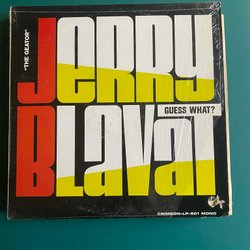 "THE GEATOR"
JERRY
GUESS WHAT?
BLavat
CRIMSON-LP-501 MONO